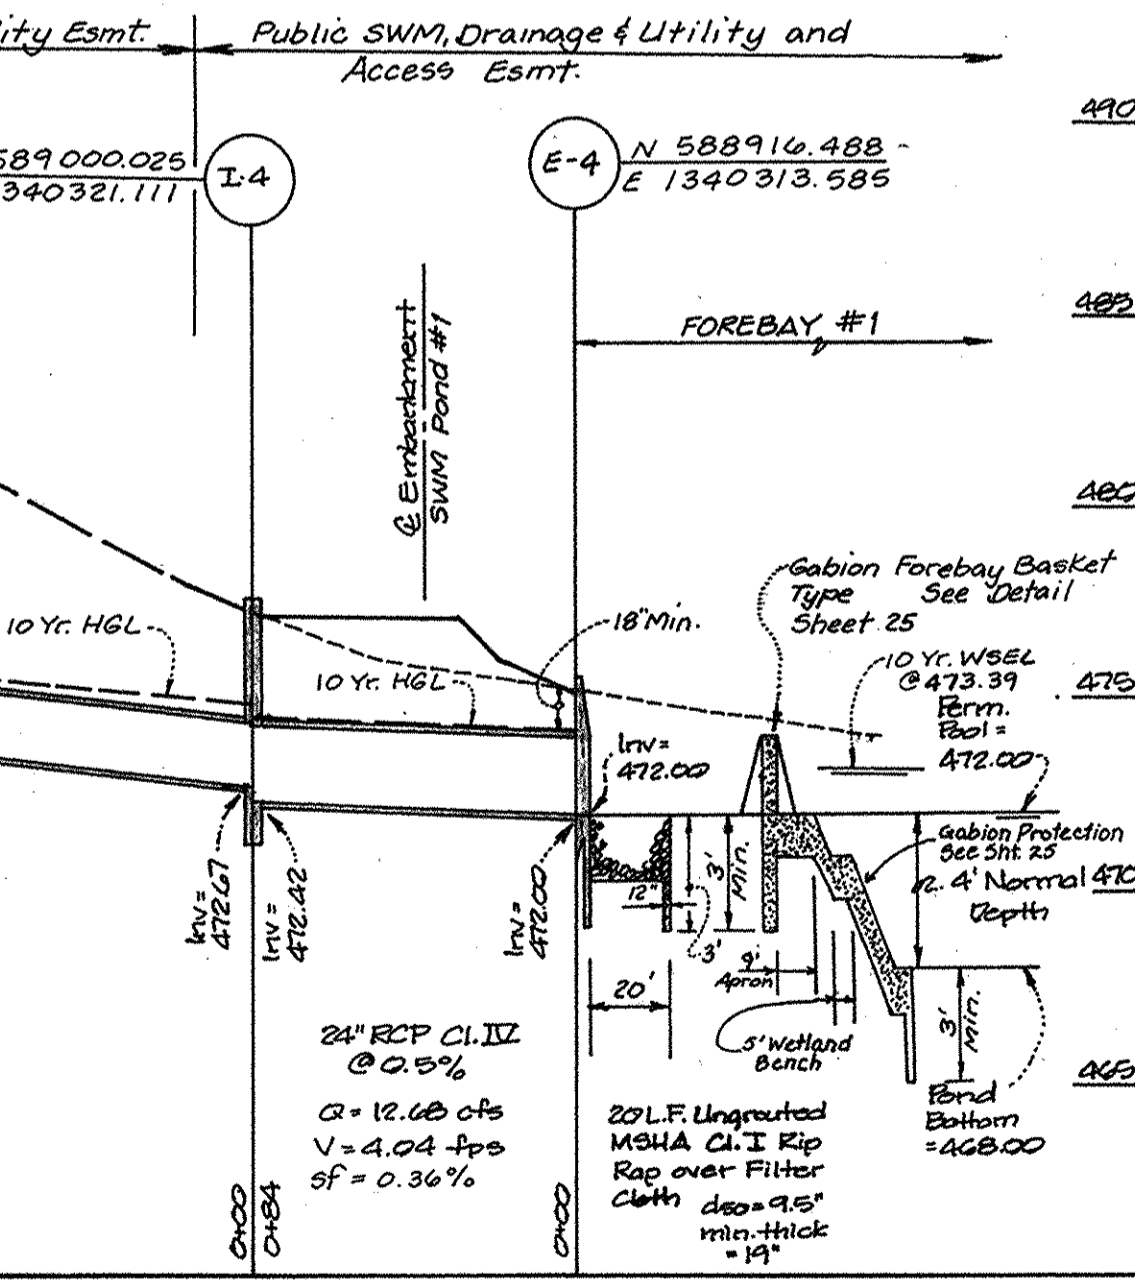 ity Esmt.
Public SWM, Drainage & Utility and
Access Esmt.
490
589000.025
340321.111
I-4
E-4
N 588916.488
E 1340313.585
485
℄ Embankment
SWM Pond #1
FOREBAY #1
480
Gabion Forebay Basket
Type See Detail
Sheet 25
10 Yr. HGL
18" Min.
10 Yr. HGL
10 Yr. WSEL
@ 473.39
475
Perm.
Pool =
472.00
Inv =
472.00
Gabion Protection
See Sht. 25
4' Normal
Depth
470
Inv =
472.67
Inv =
472.42
Inv =
472.00
12"
3'
3'
Min.
9'
Apron
20'
5' Wetland
Bench
3'
Min.
465
Pond
Bottom
= 468.00
24" RCP Cl. IV
@ 0.5%
Q = 12.68 cfs
V = 4.04 fps
sf = 0.36%
20 L.F. Ungrouted
MSHA Cl. I Rip
Rap over Filter
Cloth d50 = 9.5"
min. thick
= 19"
0+00
0+84
0+00